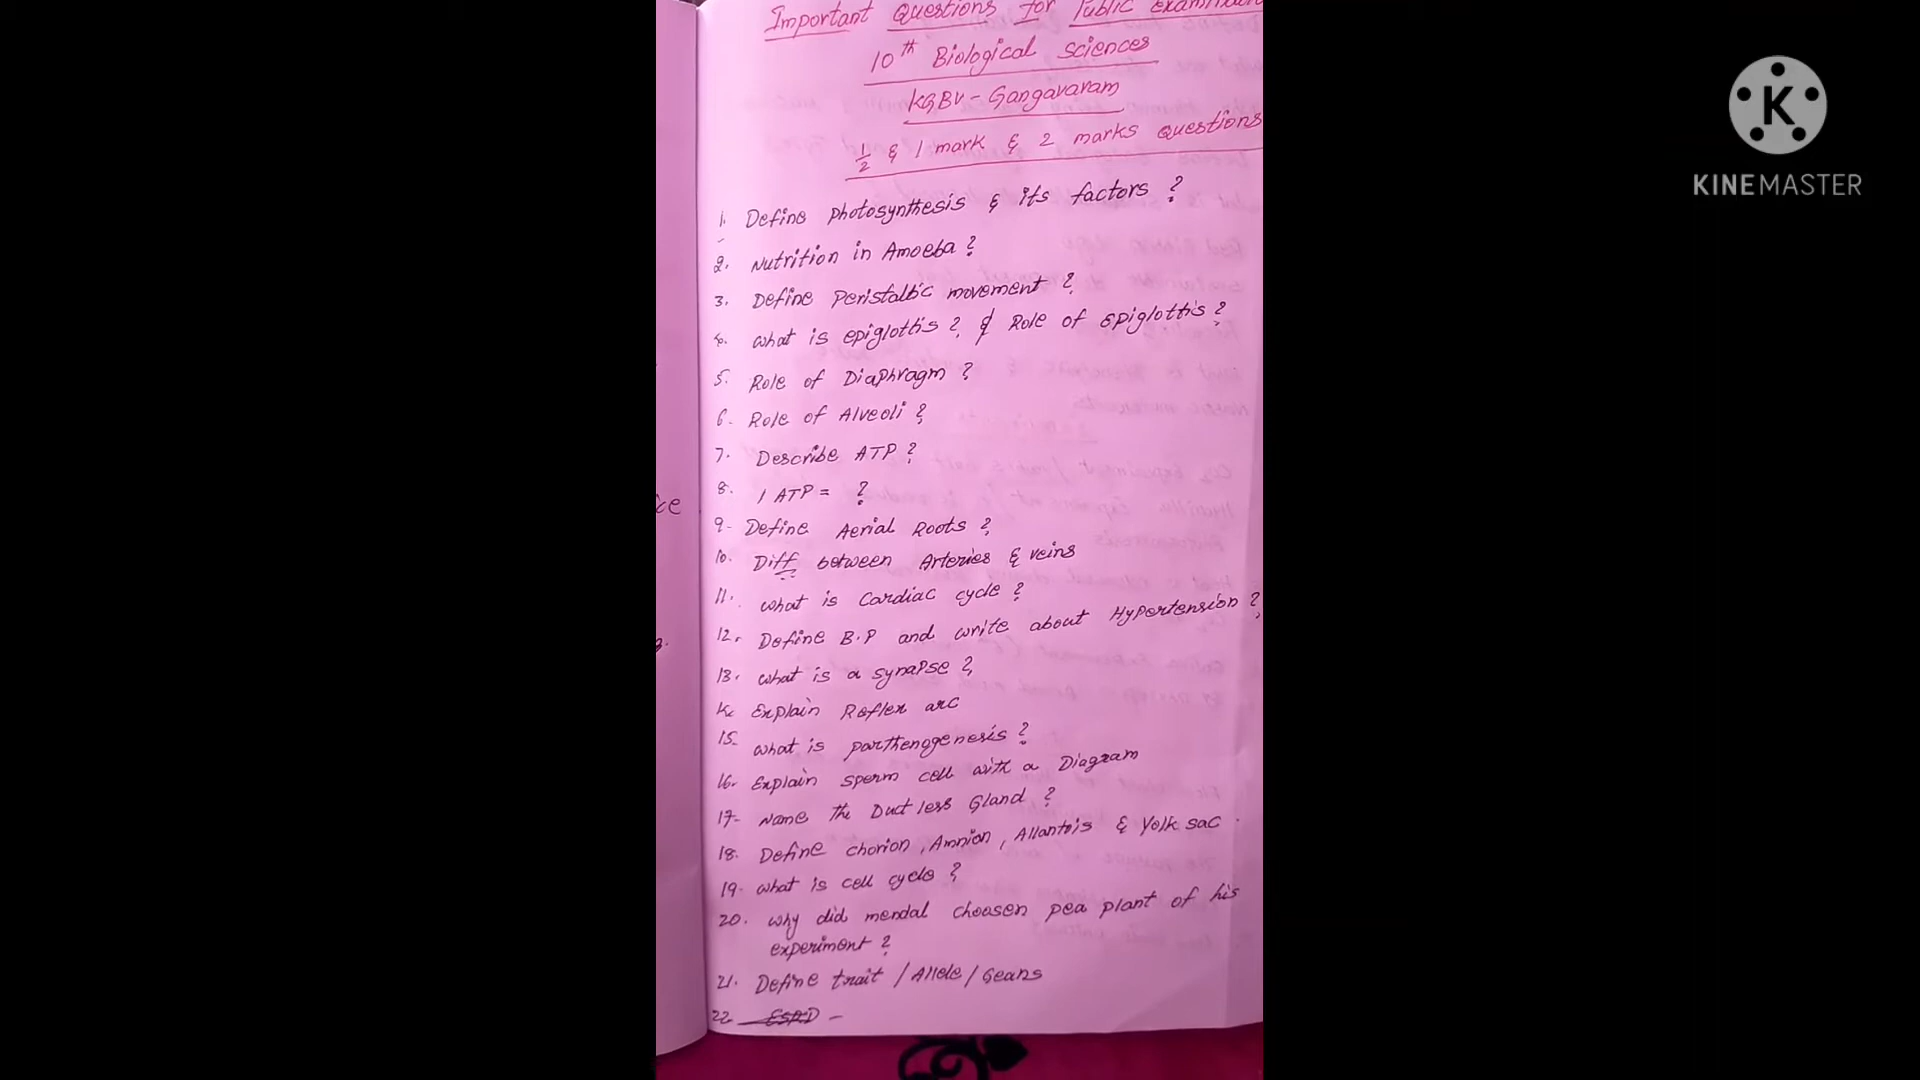 Important Questions for Public Examination
10th Biological Sciences
KGBV - Gangavaram
1/2 & 1 mark & 2 marks questions
1. Define photosynthesis & its factors ?
2. Nutrition in Amoeba ?
3. Define Peristaltic movement ?
4. what is epiglottis ? & Role of epiglottis ?
5. Role of Diaphragm ?
6. Role of Alveoli ?
7. Describe ATP ?
8. 1 ATP = ?
9. Define Aerial Roots ?
10. Diff between Arteries & veins
11. what is Cardiac cycle ?
12. Define B.P and write about Hypertension ?
13. what is a synapse ?
14. Explain Reflex arc
15. what is parthenogenesis ?
16. Explain sperm cell with a Diagram
17. Name the Duct less Gland ?
18. Define chorion, Amnion, Allantois & Yolk sac.
19. what is cell cycle ?
20. why did mendal choosen pea plant of his
experiment ?
21. Define trait / Allele / Geans
22
ce
KINEMASTER
K